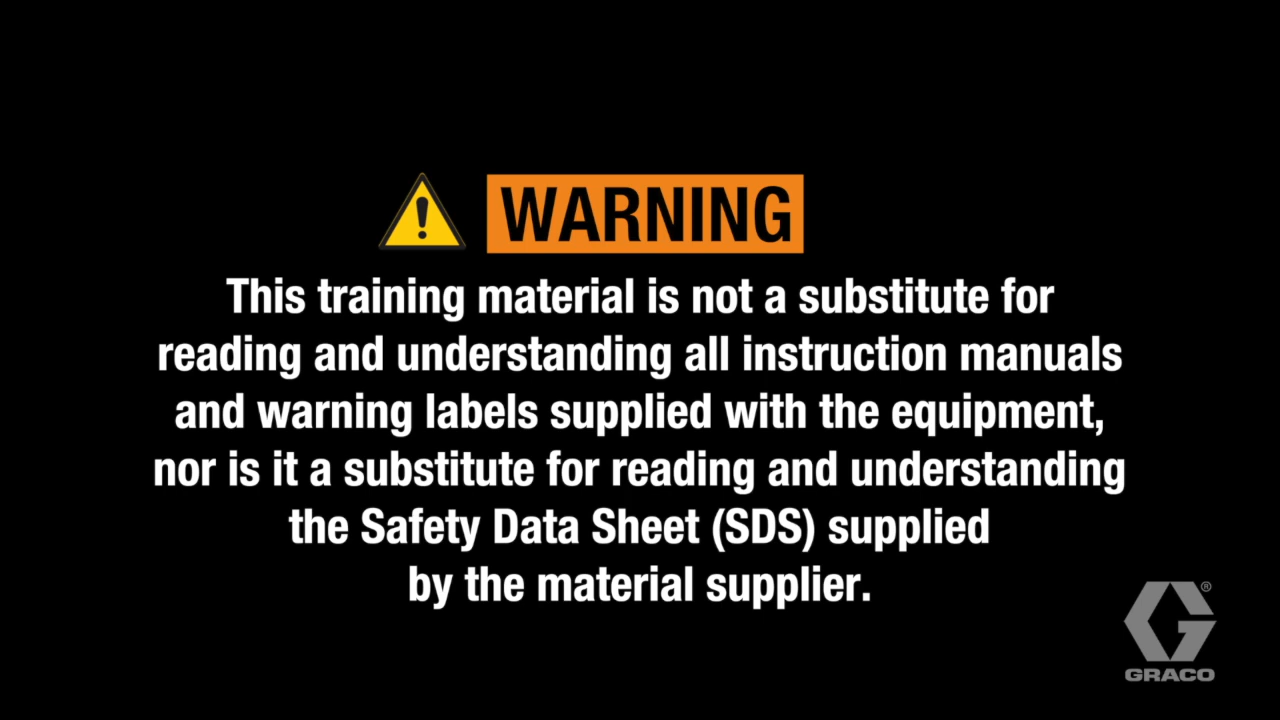 WARNING
This training material is not a substitute for
reading and understanding all instruction manuals
and warning labels supplied with the equipment,
nor is it a substitute for reading and understanding
the Safety Data Sheet (SDS) supplied
by the material supplier.
®
GRACO